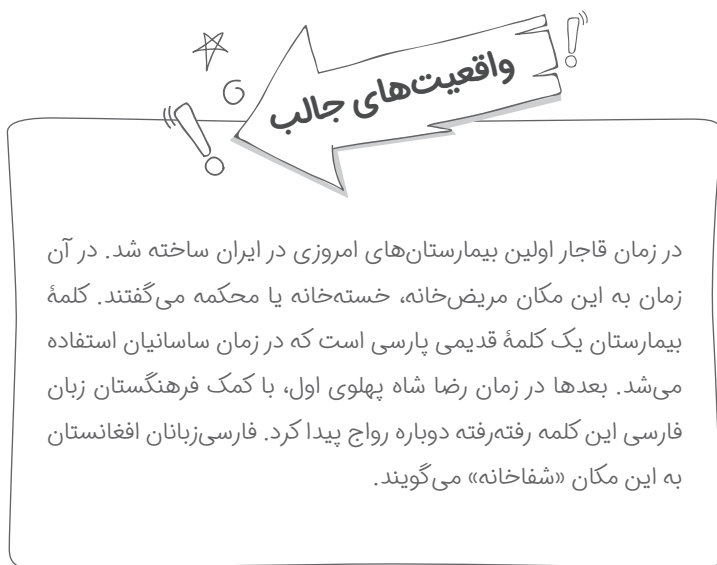 واقعیت‌های جالب
در زمان قاجار اولین بیمارستان‌های امروزی در ایران ساخته شد. در آن
زمان به این مکان مریض‌خانه، خسته‌خانه یا محکمه می‌گفتند. کلمهٔ
بیمارستان یک کلمهٔ قدیمی پارسی است که در زمان ساسانیان استفاده
می‌شد. بعدها در زمان رضا شاه پهلوی اول، با کمک فرهنگستان زبان
فارسی این کلمه رفته‌رفته دوباره رواج پیدا کرد. فارسی‌زبانان افغانستان
به این مکان «شفاخانه» می‌گویند.